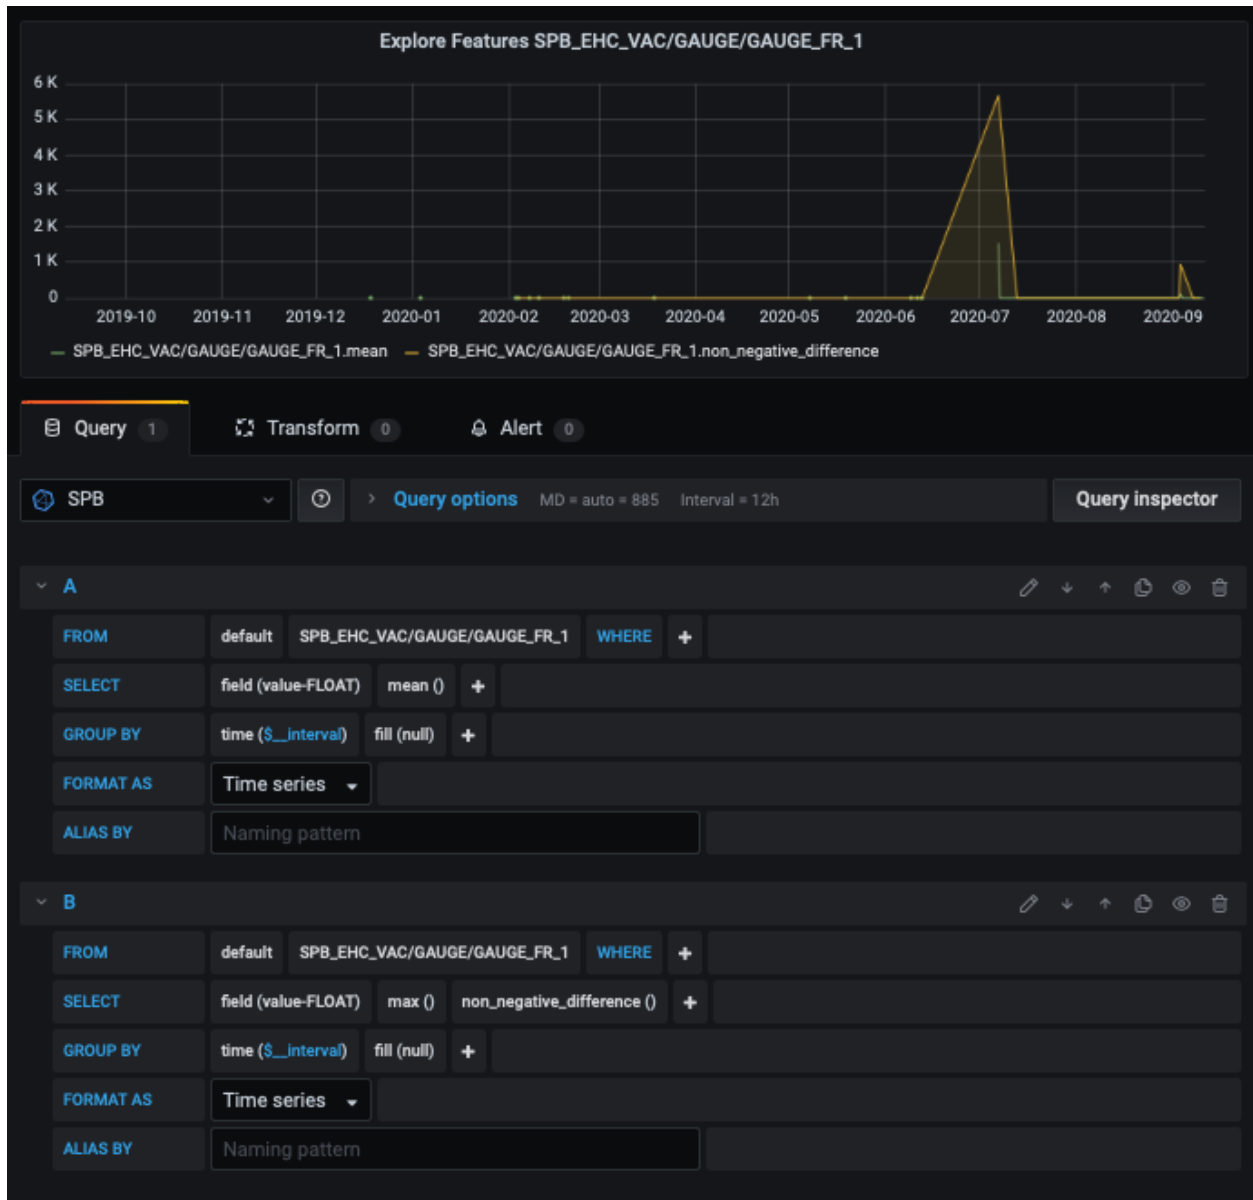 Explore Features SPB_EHC_VAC/GAUGE/GAUGE_FR_1
6 K
5 K
4 K
3 K
2 K
1 K
0
2019-10 2019-11 2019-12 2020-01 2020-02 2020-03 2020-04 2020-05 2020-06 2020-07 2020-08 2020-09
SPB_EHC_VAC/GAUGE/GAUGE_FR_1.mean SPB_EHC_VAC/GAUGE/GAUGE_FR_1.non_negative_difference
Query 1 Transform 0 Alert 0
SPB ? > Query options MD = auto = 885 Interval = 12h Query inspector
A
FROM default SPB_EHC_VAC/GAUGE/GAUGE_FR_1 WHERE +
SELECT field (value-FLOAT) mean () +
GROUP BY time ($__interval) fill (null) +
FORMAT AS Time series
ALIAS BY Naming pattern
B
FROM default SPB_EHC_VAC/GAUGE/GAUGE_FR_1 WHERE +
SELECT field (value-FLOAT) max () non_negative_difference () +
GROUP BY time ($__interval) fill (null) +
FORMAT AS Time series
ALIAS BY Naming pattern